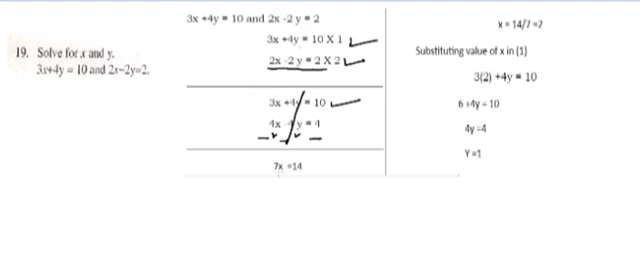 19. Solve for x and y.
3x+4y = 10 and 2x-2y=2.
3x +4y = 10 and 2x -2 y = 2
3x +4y = 10 X 1
2x -2 y = 2 X 2
3x +4y = 10
4x -4y = 4
7x =14
x = 14/7 =2
Substituting value of x in (1)
3(2) +4y = 10
6 +4y = 10
4y =4
Y =1